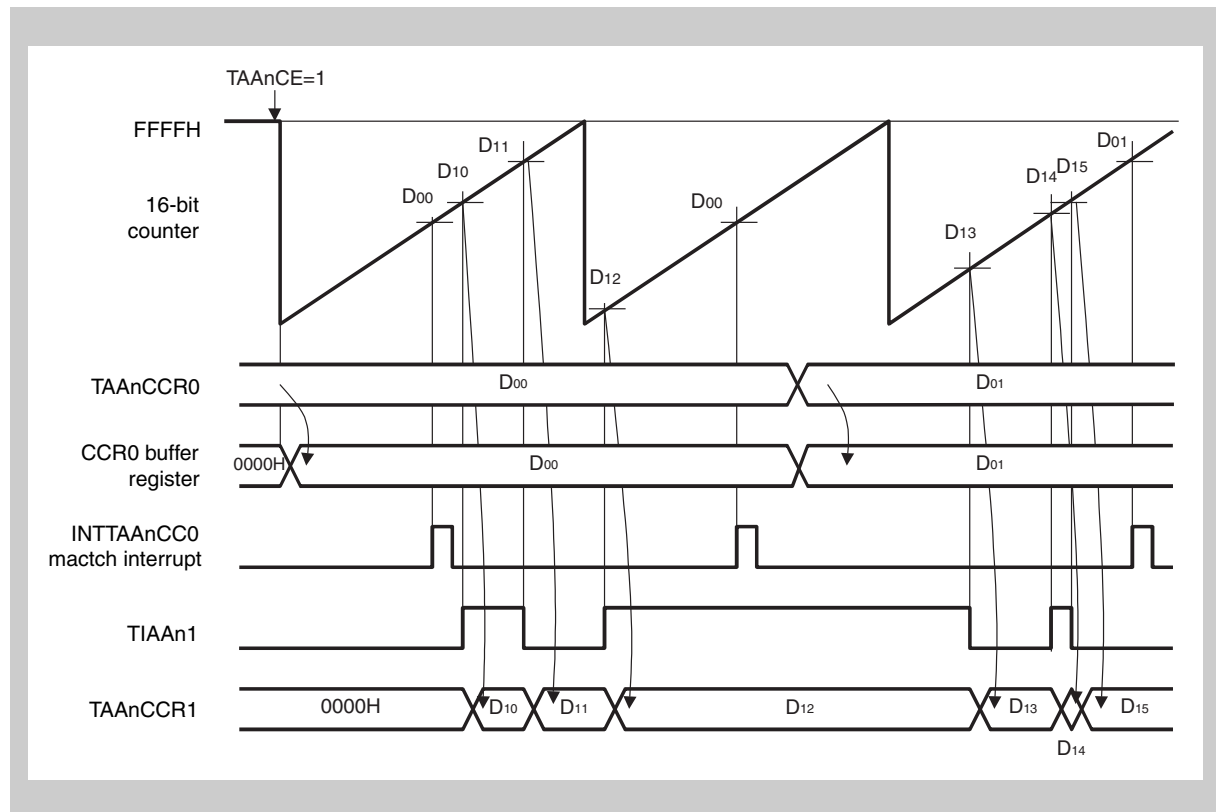 TAAnCE=1
FFFFH
16-bit
counter
D00
D10
D11
D12
D00
D13
D14
D15
D01
TAAnCCR0
D00
D01
CCR0 buffer
register
0000H
D00
D01
INTTAAnCC0
mactch interrupt
TIAAn1
TAAnCCR1
0000H
D10
D11
D12
D13
D15
D14